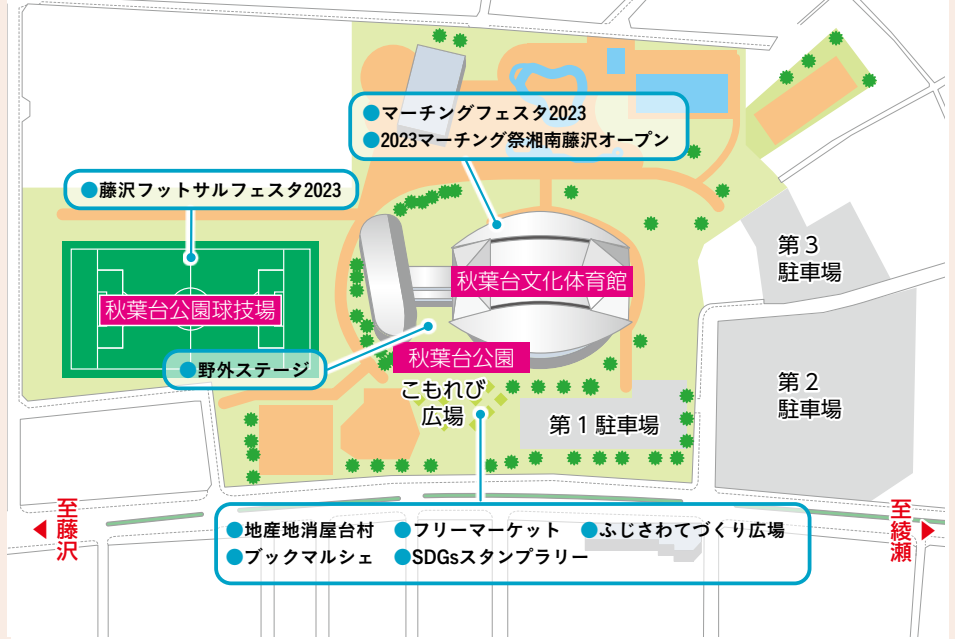 ●マーチングフェスタ2023
●2023マーチング祭湘南藤沢オープン
●藤沢フットサルフェスタ2023
第3
駐車場
秋葉台文化体育館
秋葉台公園球技場
秋葉台公園
●野外ステージ
こもれび
広場
第1駐車場
第2
駐車場
至藤沢
至綾瀬
●地産地消屋台村 ●フリーマーケット ●ふじさわてづくり広場
●ブックマルシェ ●SDGsスタンプラリー